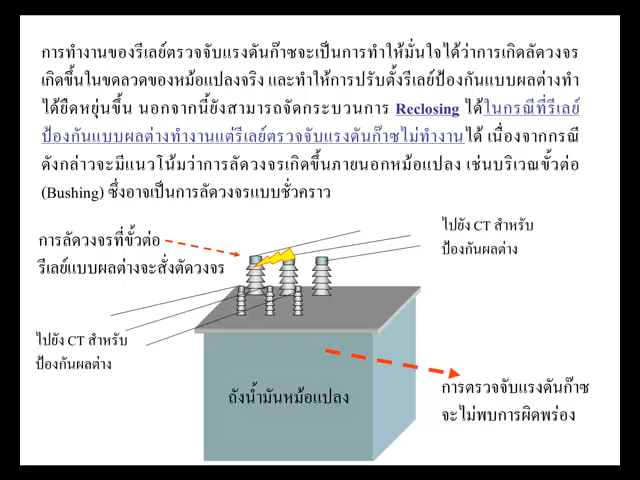 การทำงานของรีเลย์ตรวจจับแรงดันก๊าซจะเป็นการทำให้มั่นใจได้ว่าการเกิดลัดวงจร
เกิดขึ้นในขดลวดของหม้อแปลงจริง และทำให้การปรับตั้งรีเลย์ป้องกันแบบผลต่างทำ
ได้ยืดหยุ่นขึ้น นอกจากนี้ยังสามารถจัดกระบวนการ Reclosing ได้ในกรณีที่รีเลย์
ป้องกันแบบผลต่างทำงานแต่รีเลย์ตรวจจับแรงดันก๊าซไม่ทำงานได้ เนื่องจากกรณี
ดังกล่าวจะมีแนวโน้มว่าการลัดวงจรเกิดขึ้นภายนอกหม้อแปลง เช่นบริเวณขั้วต่อ
(Bushing) ซึ่งอาจเป็นการลัดวงจรแบบชั่วคราว
การลัดวงจรที่ขั้วต่อ
รีเลย์แบบผลต่างจะสั่งตัดวงจร
ไปยัง CT สำหรับ
ป้องกันผลต่าง
ไปยัง CT สำหรับ
ป้องกันผลต่าง
ถังน้ำมันหม้อแปลง
การตรวจจับแรงดันก๊าซ
จะไม่พบการผิดพร่อง